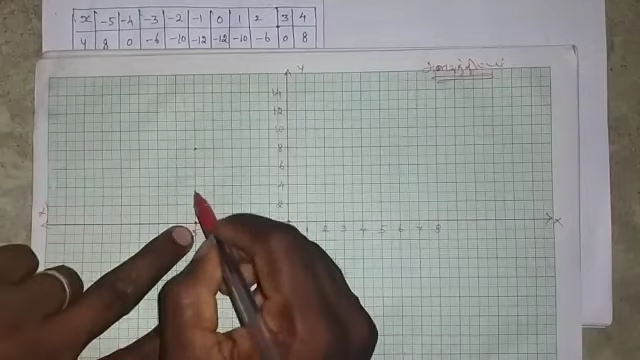 x -5 -4 -3 -2 -1 0 1 2 3 4
y 8 0 -6 -10 -12 -12 -10 -6 0 8
Y
14
12
10
8
6
4
2
X
1 2 3 4 5 6 7 8